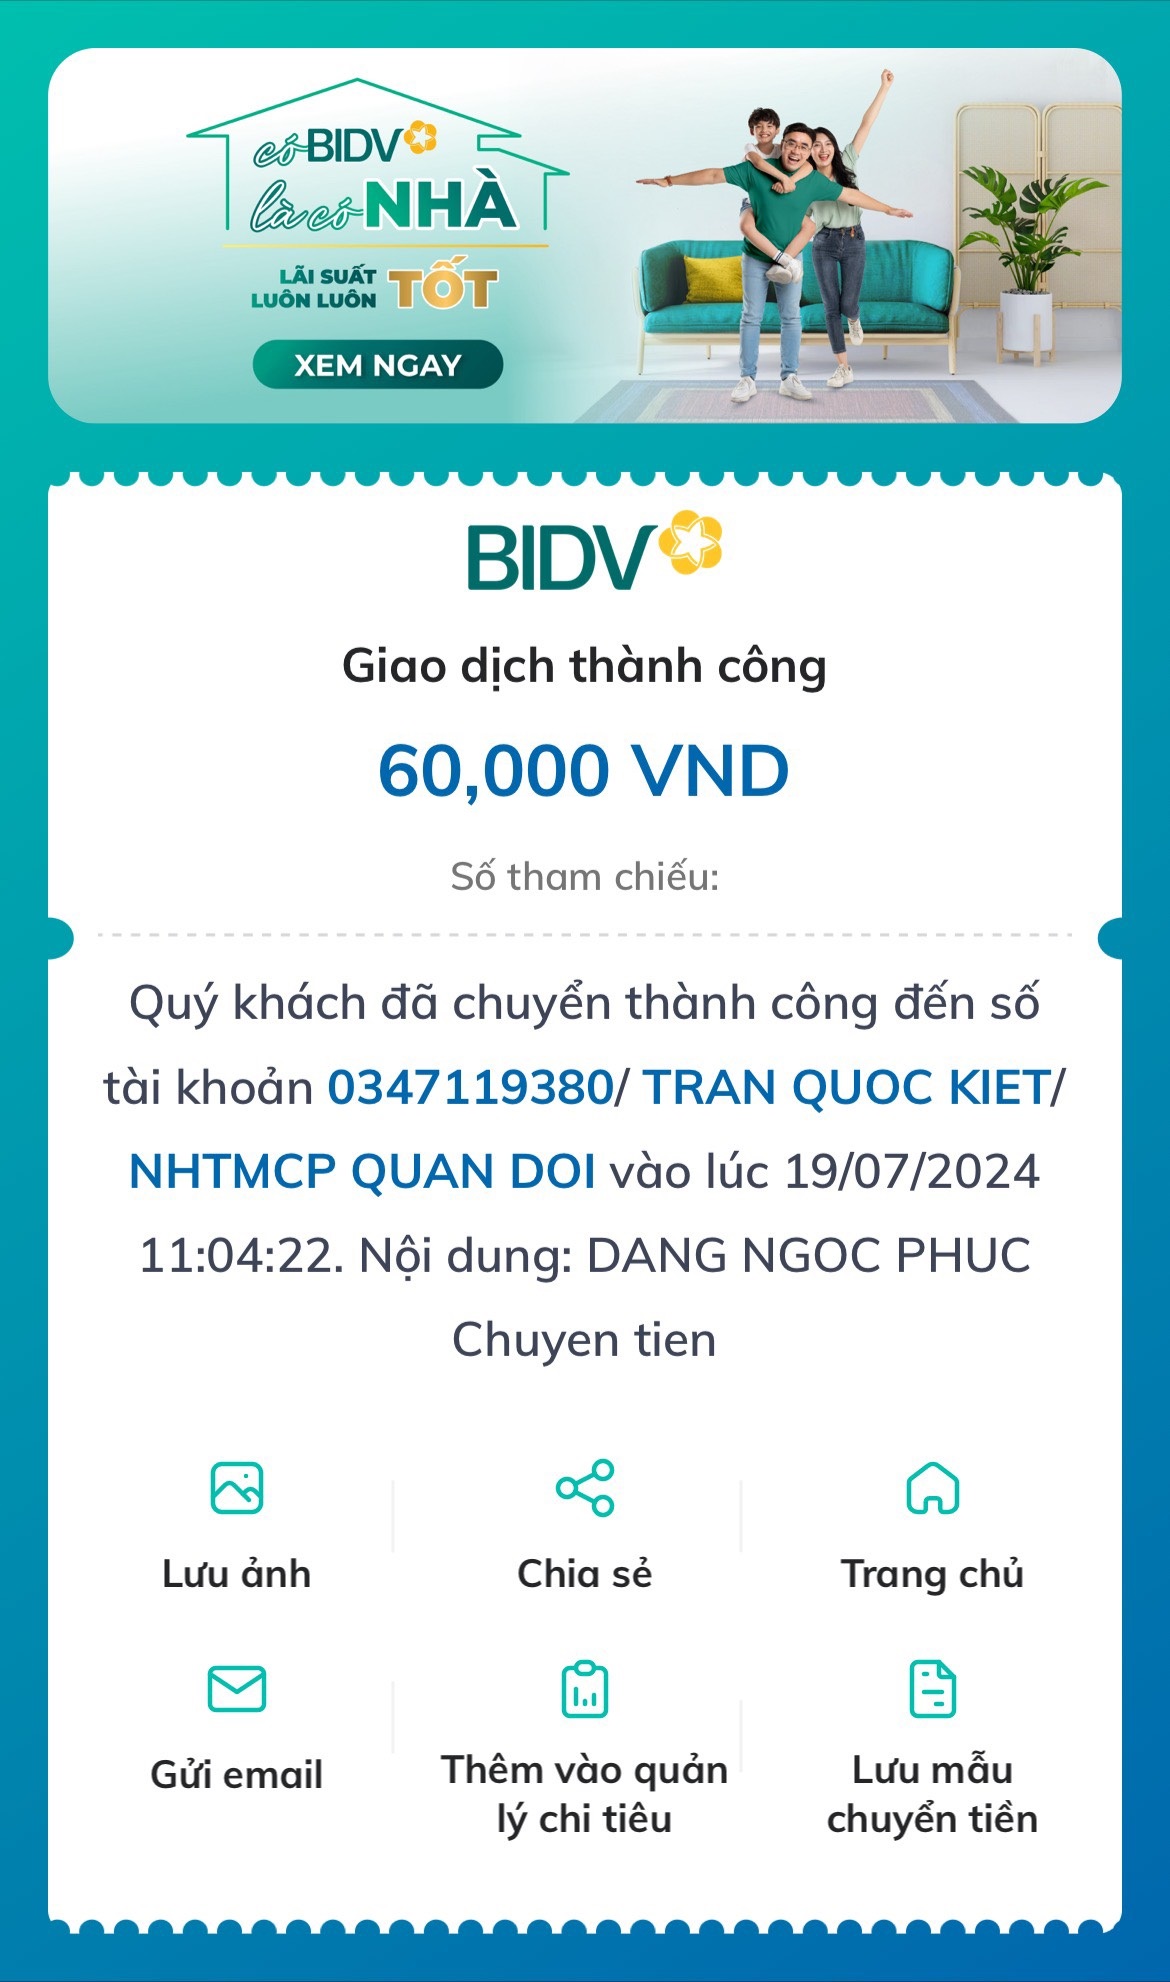 có BIDV
là có NHÀ
LÃI SUẤT
LUÔN LUÔN TỐT
XEM NGAY
BIDV
Giao dịch thành công
60,000 VND
Số tham chiếu:
Quý khách đã chuyển thành công đến số
tài khoản 0347119380/ TRAN QUOC KIET/
NHTMCP QUAN DOI vào lúc 19/07/2024
11:04:22. Nội dung: DANG NGOC PHUC
Chuyen tien
Lưu ảnh
Chia sẻ
Trang chủ
Gửi email
Thêm vào quản
lý chi tiêu
Lưu mẫu
chuyển tiền